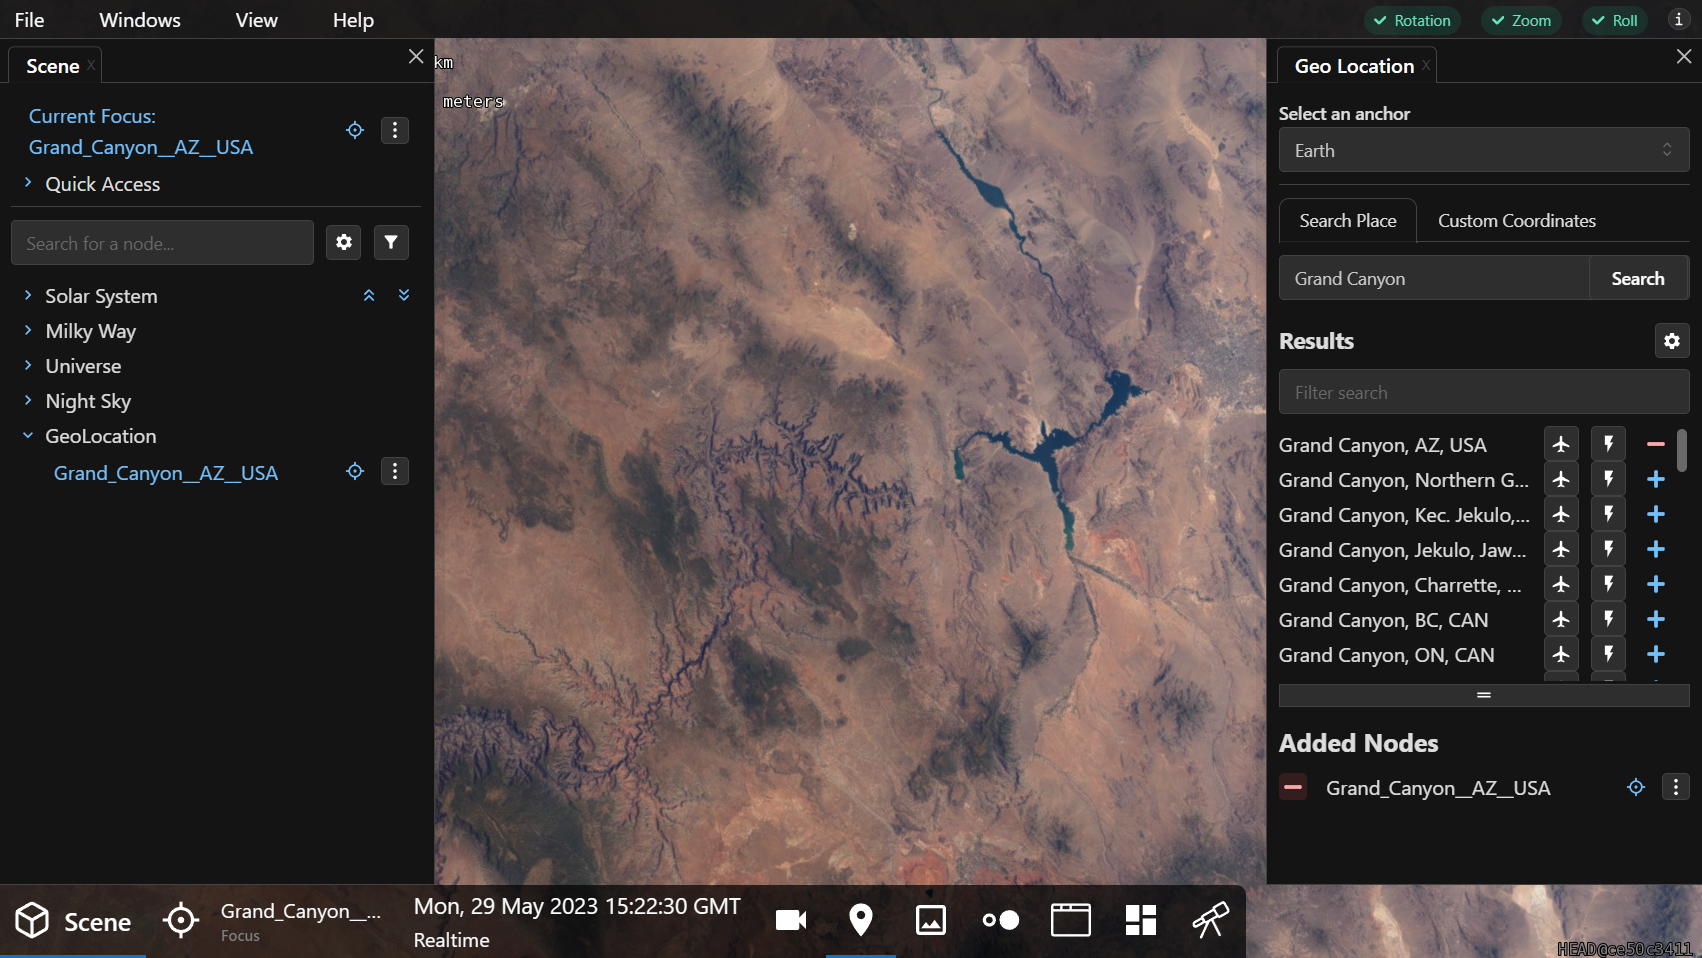 File Windows View Help
Rotation Zoom Roll
Scene
Current Focus:
Grand_Canyon__AZ__USA
Quick Access
Search for a node...
Solar System
Milky Way
Universe
Night Sky
GeoLocation
Grand_Canyon__AZ__USA
km
meters
Geo Location
Select an anchor
Earth
Search Place Custom Coordinates
Grand Canyon Search
Results
Filter search
Grand Canyon, AZ, USA
Grand Canyon, Northern G...
Grand Canyon, Kec. Jekulo,...
Grand Canyon, Jekulo, Jaw...
Grand Canyon, Charrette, ...
Grand Canyon, BC, CAN
Grand Canyon, ON, CAN
Added Nodes
Grand_Canyon__AZ__USA
Scene
Grand_Canyon__...
Focus
Mon, 29 May 2023 15:22:30 GMT
Realtime
HEAD@ce50c3411